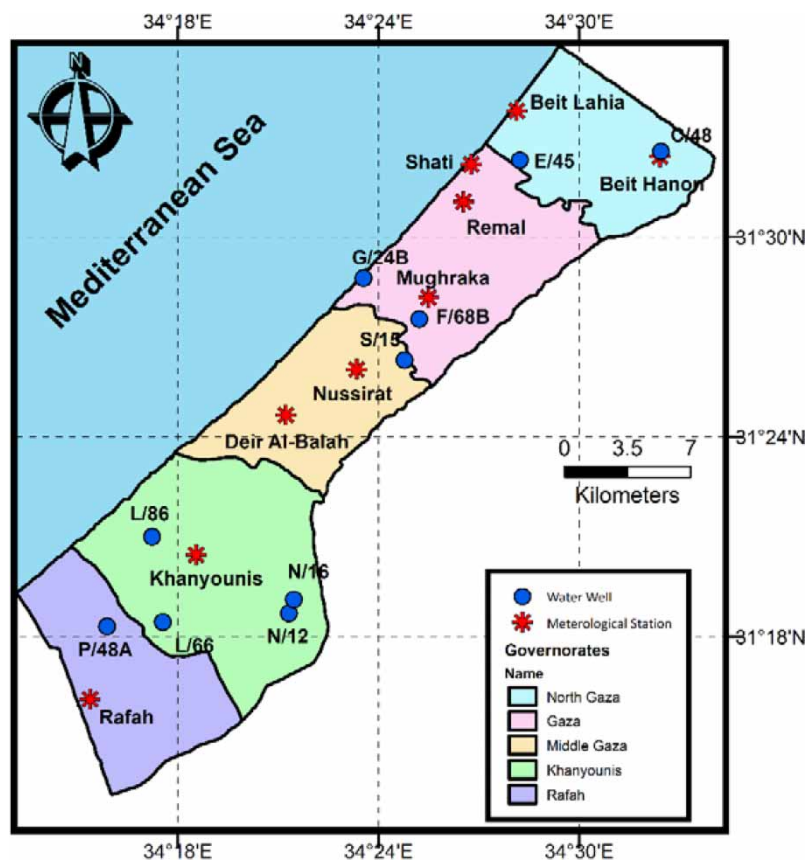 34°18'E 34°24'E 34°30'E
N
Mediterranean Sea
Beit Lahia
C/48
Shati
E/45
Beit Hanon
Remal
31°30'N
G/24B
Mughraka
F/68B
S/15
Nussirat
Deir Al-Balah
31°24'N
0 3.5 7
Kilometers
L/86
Khanyounis
N/16
N/12
L/66
P/48A
31°18'N
Rafah
Water Well
Meterological Station
Governorates
Name
North Gaza
Gaza
Middle Gaza
Khanyounis
Rafah
34°18'E 34°24'E 34°30'E